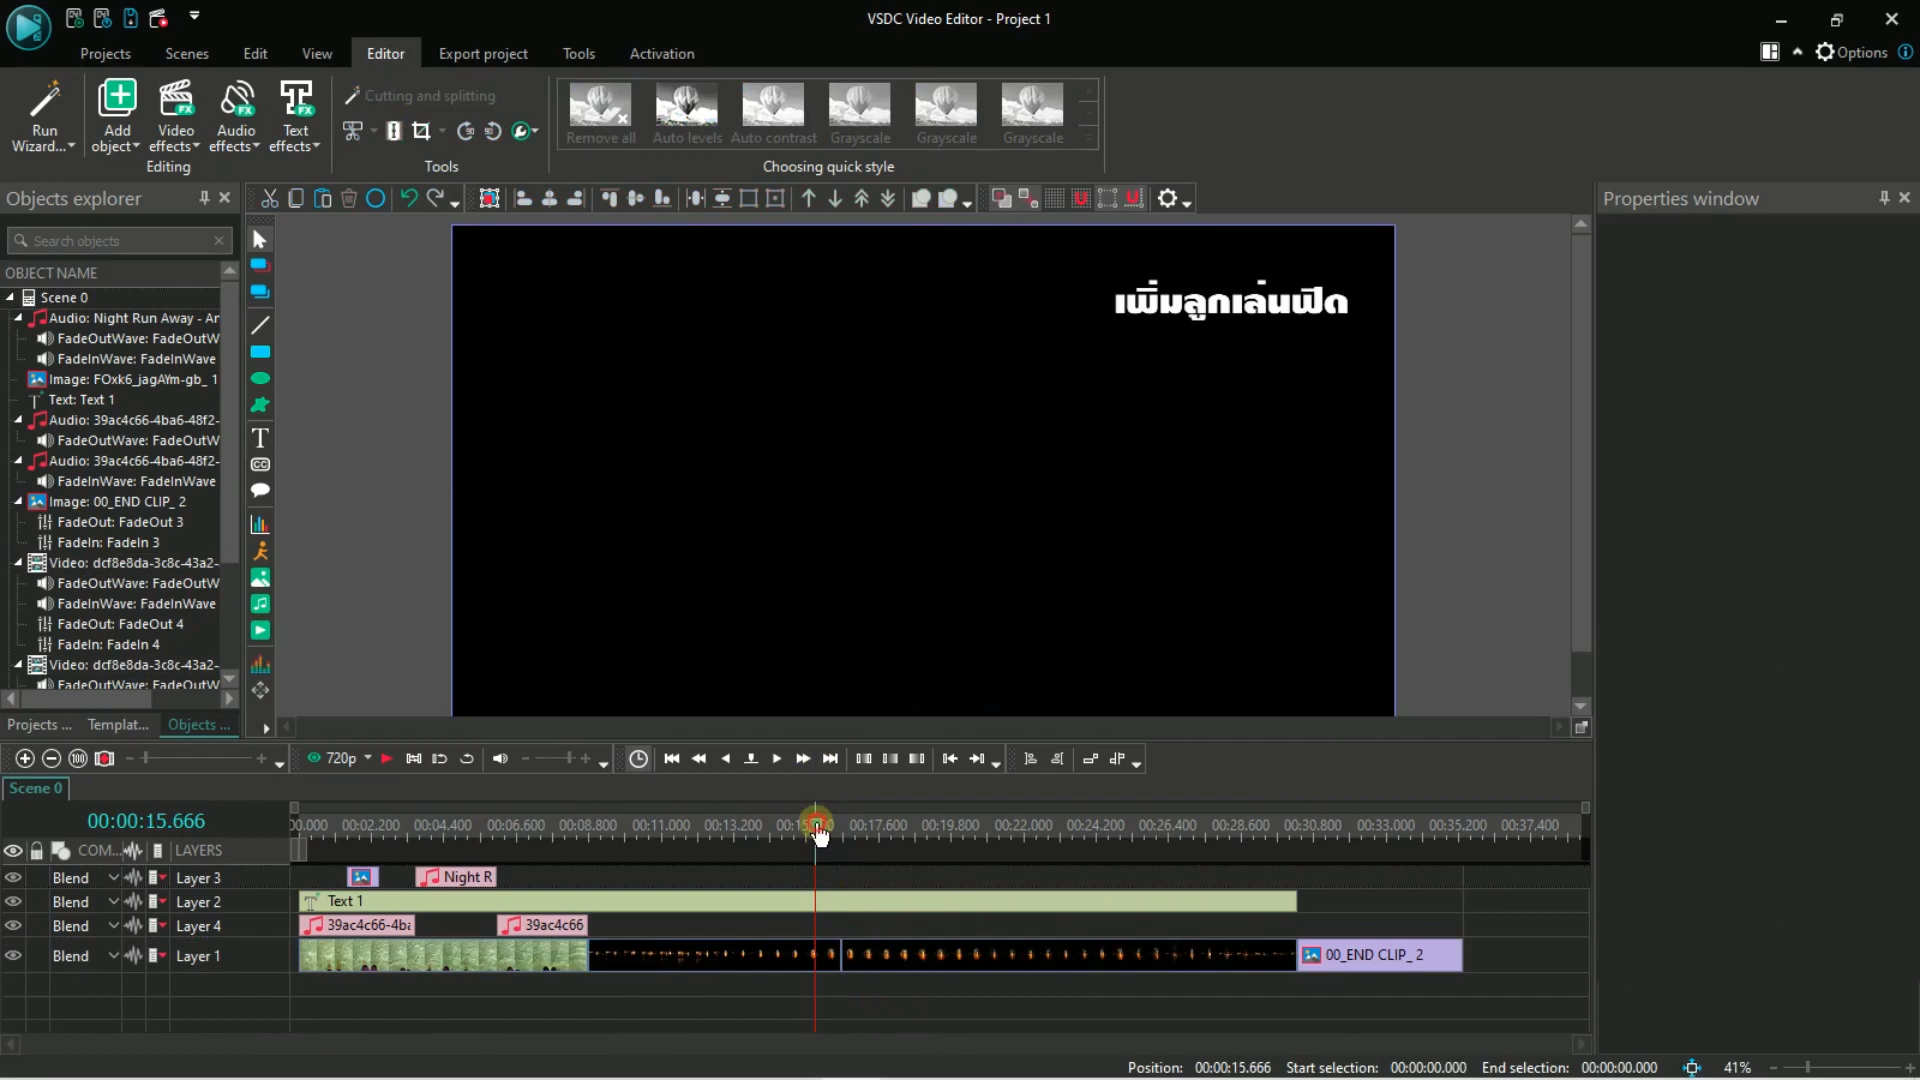 VSDC Video Editor - Project 1
Projects Scenes Edit View Editor Export project Tools Activation
Options
Run Wizard...
Add object
Video effects
Audio effects
Text effects
Editing
Cutting and splitting
Tools
Remove all Auto levels Auto contrast Grayscale Grayscale Grayscale
Choosing quick style
Objects explorer
Search objects
OBJECT NAME
Scene 0
Audio: Night Run Away - Ar
FadeOutWave: FadeOutW
FadeInWave: FadeInWave
Image: FOxk6_jagAYm-gb_ 1
Text: Text 1
Audio: 39ac4c66-4ba6-48f2-
FadeOutWave: FadeOutW
Audio: 39ac4c66-4ba6-48f2-
FadeInWave: FadeInWave
Image: 00_END CLIP_ 2
FadeOut: FadeOut 3
FadeIn: FadeIn 3
Video: dcf8e8da-3c8c-43a2-
FadeOutWave: FadeOutW
FadeInWave: FadeInWave
FadeOut: FadeOut 4
FadeIn: FadeIn 4
Video: dcf8e8da-3c8c-43a2-
FadeOutWave: FadeOutW
Projects ... Templat... Objects ...
เพิ่มลูกเล่นฟิด
Properties window
720p
Scene 0
00:00:15.666
00.000 00:02.200 00:04.400 00:06.600 00:08.800 00:11.000 00:13.200 00:17.600 00:19.800 00:22.000 00:24.200 00:26.400 00:28.600 00:30.800 00:33.000 00:35.200 00:37.400
COM... LAYERS
Blend Layer 3
Night R
Blend Layer 2
Text 1
Blend Layer 4
39ac4c66-4ba
39ac4c66
Blend Layer 1
00_END CLIP_ 2
Position: 00:00:15.666 Start selection: 00:00:00.000 End selection: 00:00:00.000 41%